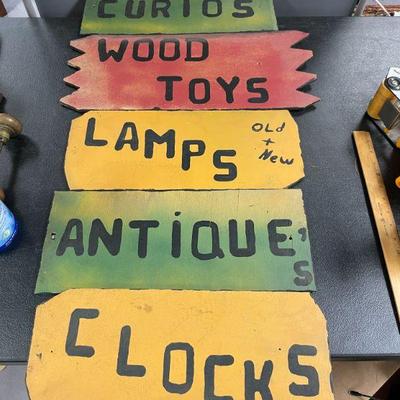 CURIOS
WOOD
TOYS
LAMPS
OLd
+
New
ANTiQUE's
CLOCKS